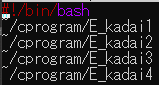 #!/bin/bash
./cprogram/E_kadai1
./cprogram/E_kadai2
./cprogram/E_kadai3
./cprogram/E_kadai4